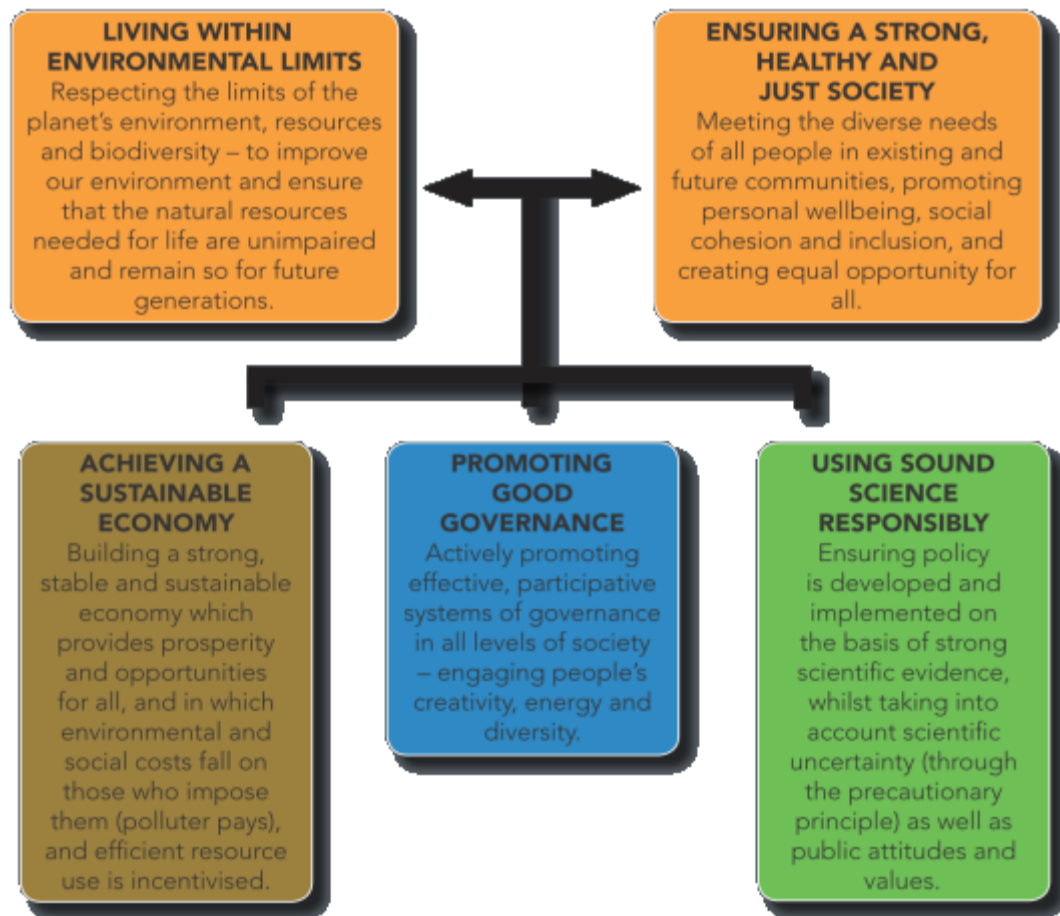 LIVING WITHIN
ENVIRONMENTAL LIMITS
Respecting the limits of the
planet's environment, resources
and biodiversity – to improve
our environment and ensure
that the natural resources
needed for life are unimpaired
and remain so for future
generations.
ENSURING A STRONG,
HEALTHY AND
JUST SOCIETY
Meeting the diverse needs
of all people in existing and
future communities, promoting
personal wellbeing, social
cohesion and inclusion, and
creating equal opportunity for
all.
ACHIEVING A
SUSTAINABLE
ECONOMY
Building a strong,
stable and sustainable
economy which
provides prosperity
and opportunities
for all, and in which
environmental and
social costs fall on
those who impose
them (polluter pays),
and efficient resource
use is incentivised.
PROMOTING
GOOD
GOVERNANCE
Actively promoting
effective, participative
systems of governance
in all levels of society
– engaging people's
creativity, energy and
diversity.
USING SOUND
SCIENCE
RESPONSIBLY
Ensuring policy
is developed and
implemented on
the basis of strong
scientific evidence,
whilst taking into
account scientific
uncertainty (through
the precautionary
principle) as well as
public attitudes and
values.